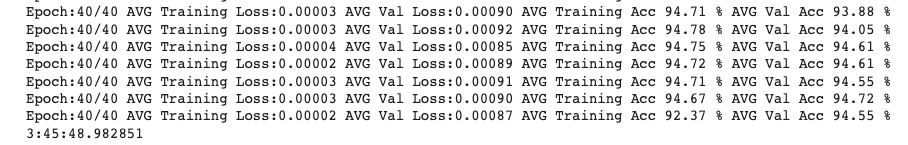 Epoch:40/40 AVG Training Loss:0.00003 AVG Val Loss:0.00090 AVG Training Acc 94.71 % AVG Val Acc 93.88 %
Epoch:40/40 AVG Training Loss:0.00003 AVG Val Loss:0.00092 AVG Training Acc 94.78 % AVG Val Acc 94.05 %
Epoch:40/40 AVG Training Loss:0.00004 AVG Val Loss:0.00085 AVG Training Acc 94.75 % AVG Val Acc 94.61 %
Epoch:40/40 AVG Training Loss:0.00002 AVG Val Loss:0.00089 AVG Training Acc 94.72 % AVG Val Acc 94.61 %
Epoch:40/40 AVG Training Loss:0.00003 AVG Val Loss:0.00091 AVG Training Acc 94.71 % AVG Val Acc 94.55 %
Epoch:40/40 AVG Training Loss:0.00003 AVG Val Loss:0.00090 AVG Training Acc 94.67 % AVG Val Acc 94.72 %
Epoch:40/40 AVG Training Loss:0.00002 AVG Val Loss:0.00087 AVG Training Acc 92.37 % AVG Val Acc 94.55 %
3:45:48.982851